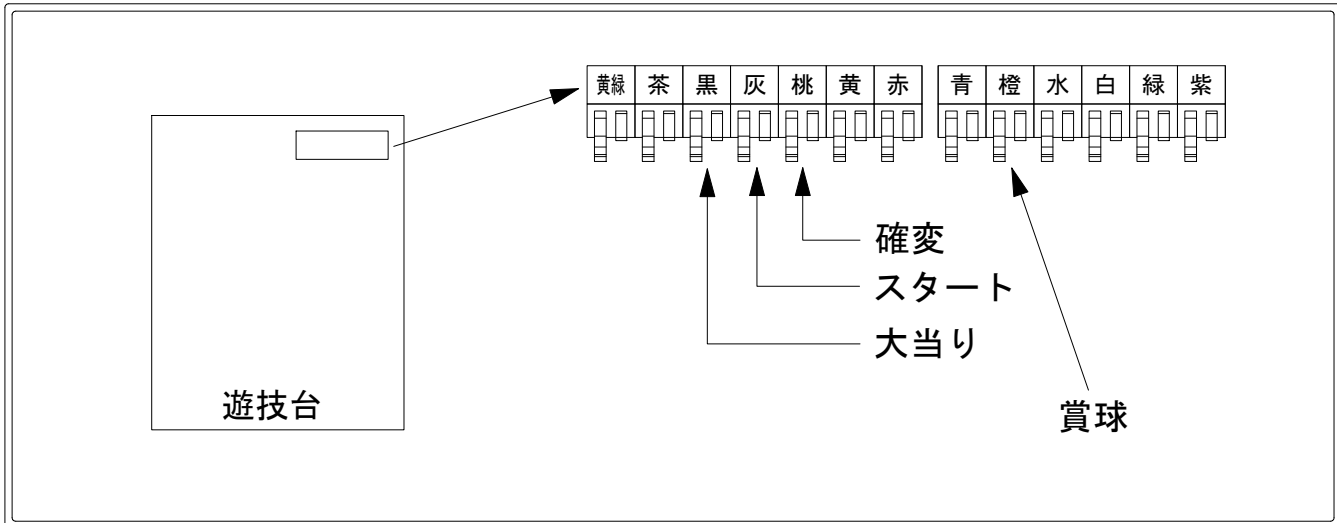 黄緑 茶 黒 灰 桃 黄 赤 青 橙 水 白 緑 紫
確変
スタート
大当り
遊技台
賞球